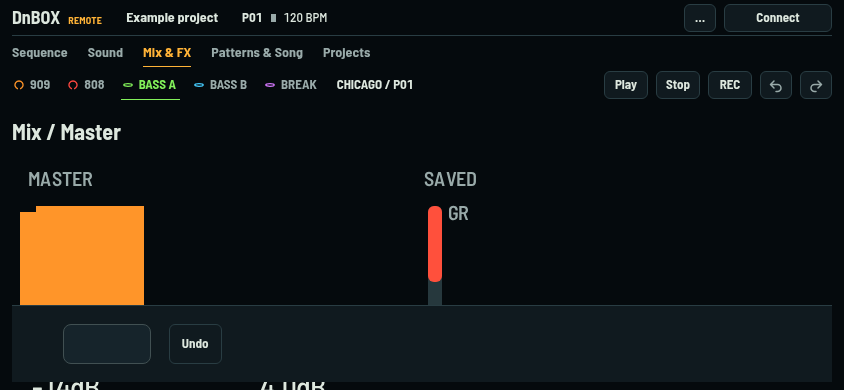 DnBOX REMOTE Example project P01 120 BPM ... Connect
Sequence Sound Mix & FX Patterns & Song Projects
909 808 BASS A BASS B BREAK CHICAGO / P01 Play Stop REC
Mix / Master
MASTER SAVED
GR
Undo